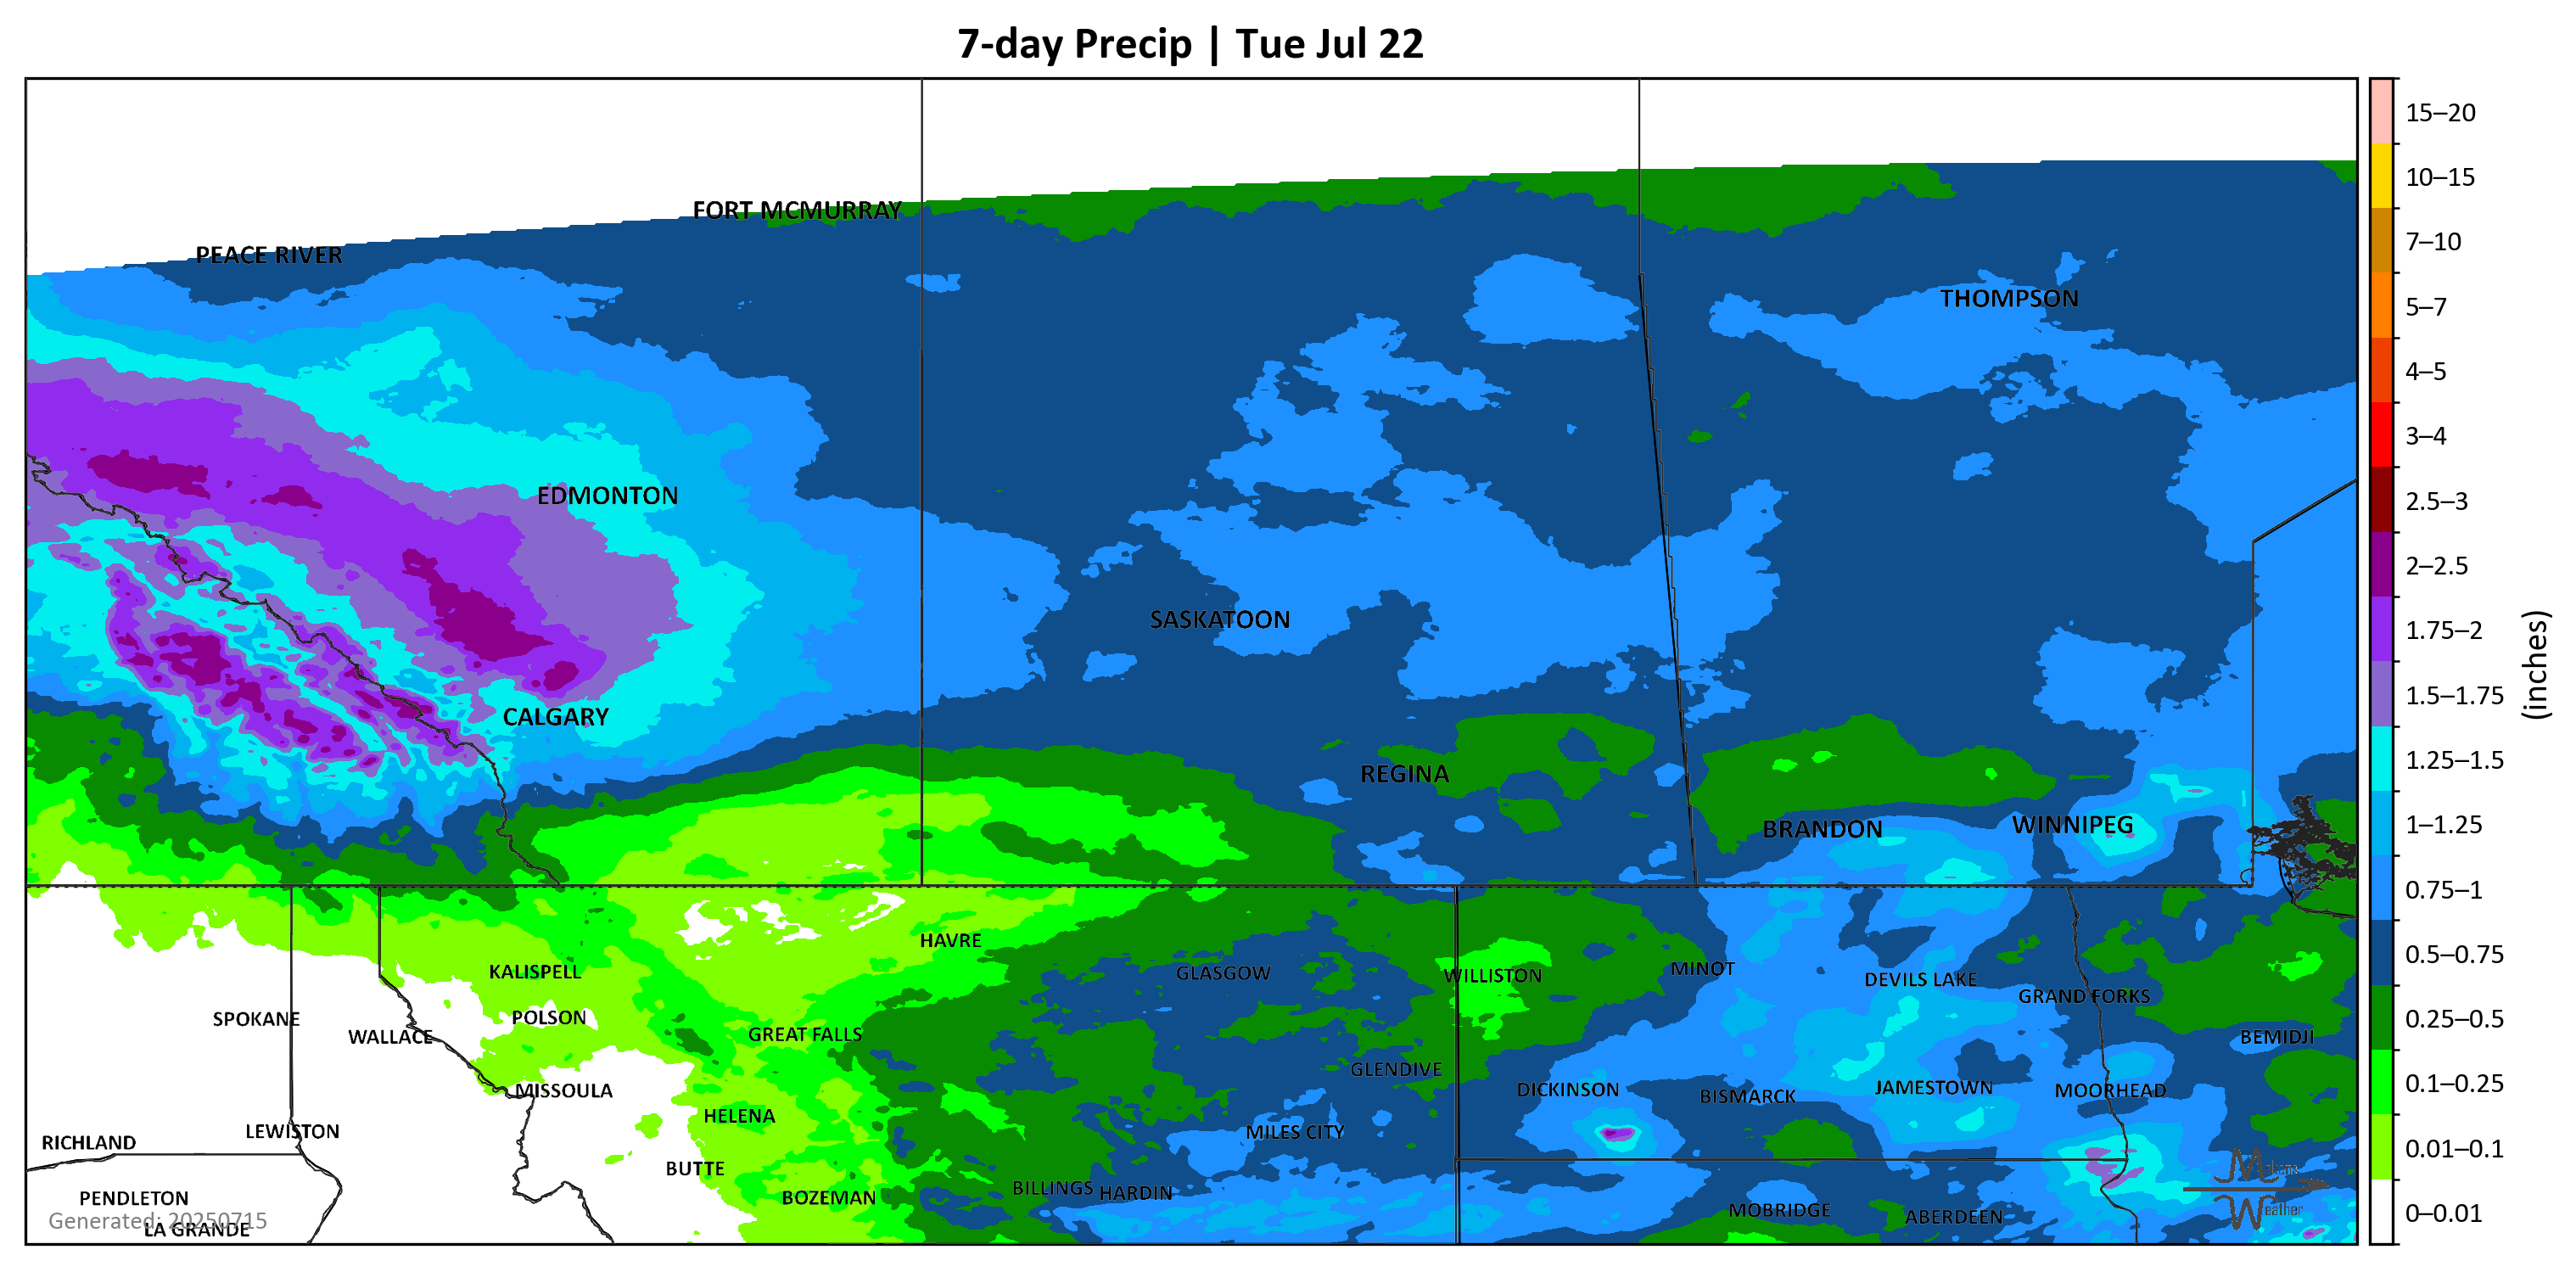 7-day Precip | Tue Jul 22
15–20
10–15
FORT MCMURRAY
7–10
PEACE RIVER
THOMPSON
5–7
4–5
3–4
EDMONTON
2.5–3
2–2.5
SASKATOON
1.75–2
(inches)
1.5–1.75
CALGARY
1.25–1.5
REGINA
BRANDON
WINNIPEG
1–1.25
0.75–1
HAVRE
0.5–0.75
KALISPELL
GLASGOW
WILLISTON
MINOT
DEVILS LAKE
GRAND FORKS
SPOKANE
POLSON
0.25–0.5
WALLACE
GREAT FALLS
BEMIDJI
GLENDIVE
0.1–0.25
MISSOULA
DICKINSON
BISMARCK
JAMESTOWN
MOORHEAD
HELENA
LEWISTON
MILES CITY
RICHLAND
0.01–0.1
BUTTE
PENDLETON
BOZEMAN
BILLINGS
HARDIN
Weather
MOBRIDGE
ABERDEEN
0–0.01
Generated: 20250715
LA GRANDE